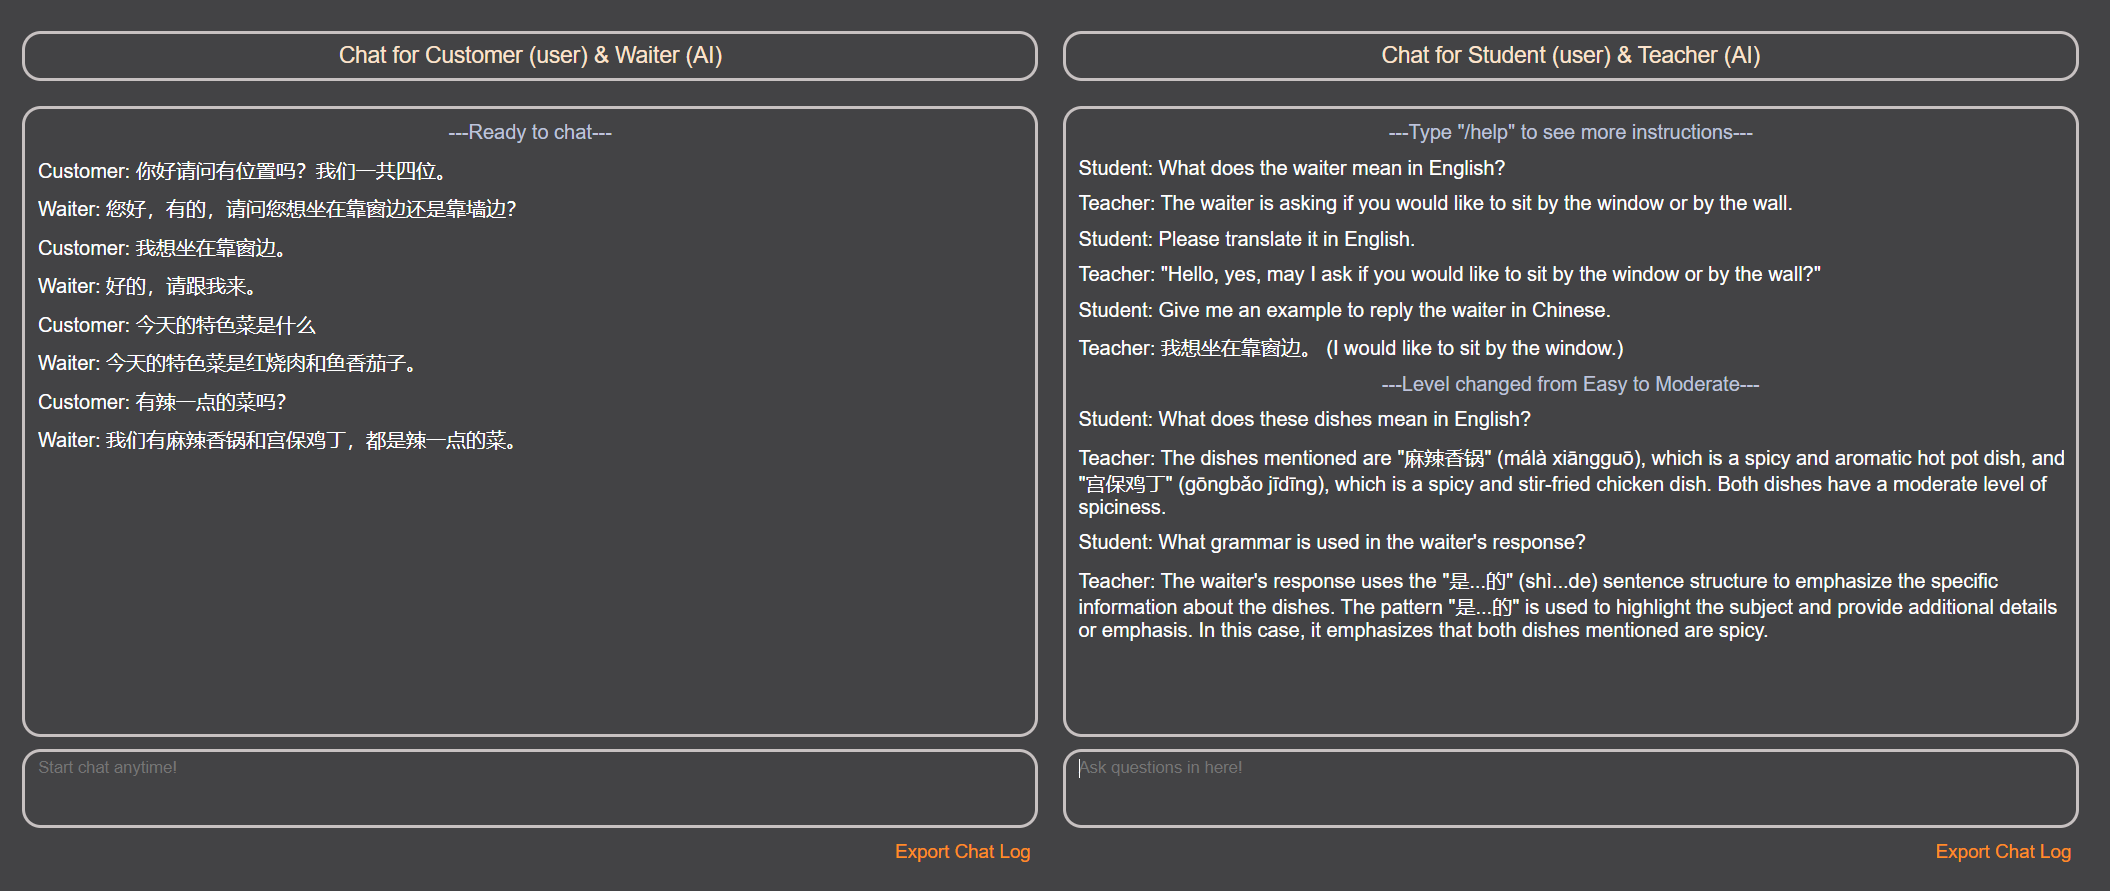 Chat for Customer (user) & Waiter (AI)
---Ready to chat---
Customer: 你好请问有位置吗？我们一共四位。
Waiter: 您好，有的，请问您想坐在靠窗边还是靠墙边？
Customer: 我想坐在靠窗边。
Waiter: 好的，请跟我来。
Customer: 今天的特色菜是什么
Waiter: 今天的特色菜是红烧肉和鱼香茄子。
Customer: 有辣一点的菜吗？
Waiter: 我们有麻辣香锅和宫保鸡丁，都是辣一点的菜。
Start chat anytime!
Export Chat Log
Chat for Student (user) & Teacher (AI)
---Type "/help" to see more instructions---
Student: What does the waiter mean in English?
Teacher: The waiter is asking if you would like to sit by the window or by the wall.
Student: Please translate it in English.
Teacher: "Hello, yes, may I ask if you would like to sit by the window or by the wall?"
Student: Give me an example to reply the waiter in Chinese.
Teacher: 我想坐在靠窗边。 (I would like to sit by the window.)
---Level changed from Easy to Moderate---
Student: What does these dishes mean in English?
Teacher: The dishes mentioned are "麻辣香锅" (málà xiāngguō), which is a spicy and aromatic hot pot dish, and
"宫保鸡丁" (gōngbǎo jīdīng), which is a spicy and stir-fried chicken dish. Both dishes have a moderate level of
spiciness.
Student: What grammar is used in the waiter's response?
Teacher: The waiter's response uses the "是...的" (shì...de) sentence structure to emphasize the specific
information about the dishes. The pattern "是...的" is used to highlight the subject and provide additional details
or emphasis. In this case, it emphasizes that both dishes mentioned are spicy.
Ask questions in here!
Export Chat Log